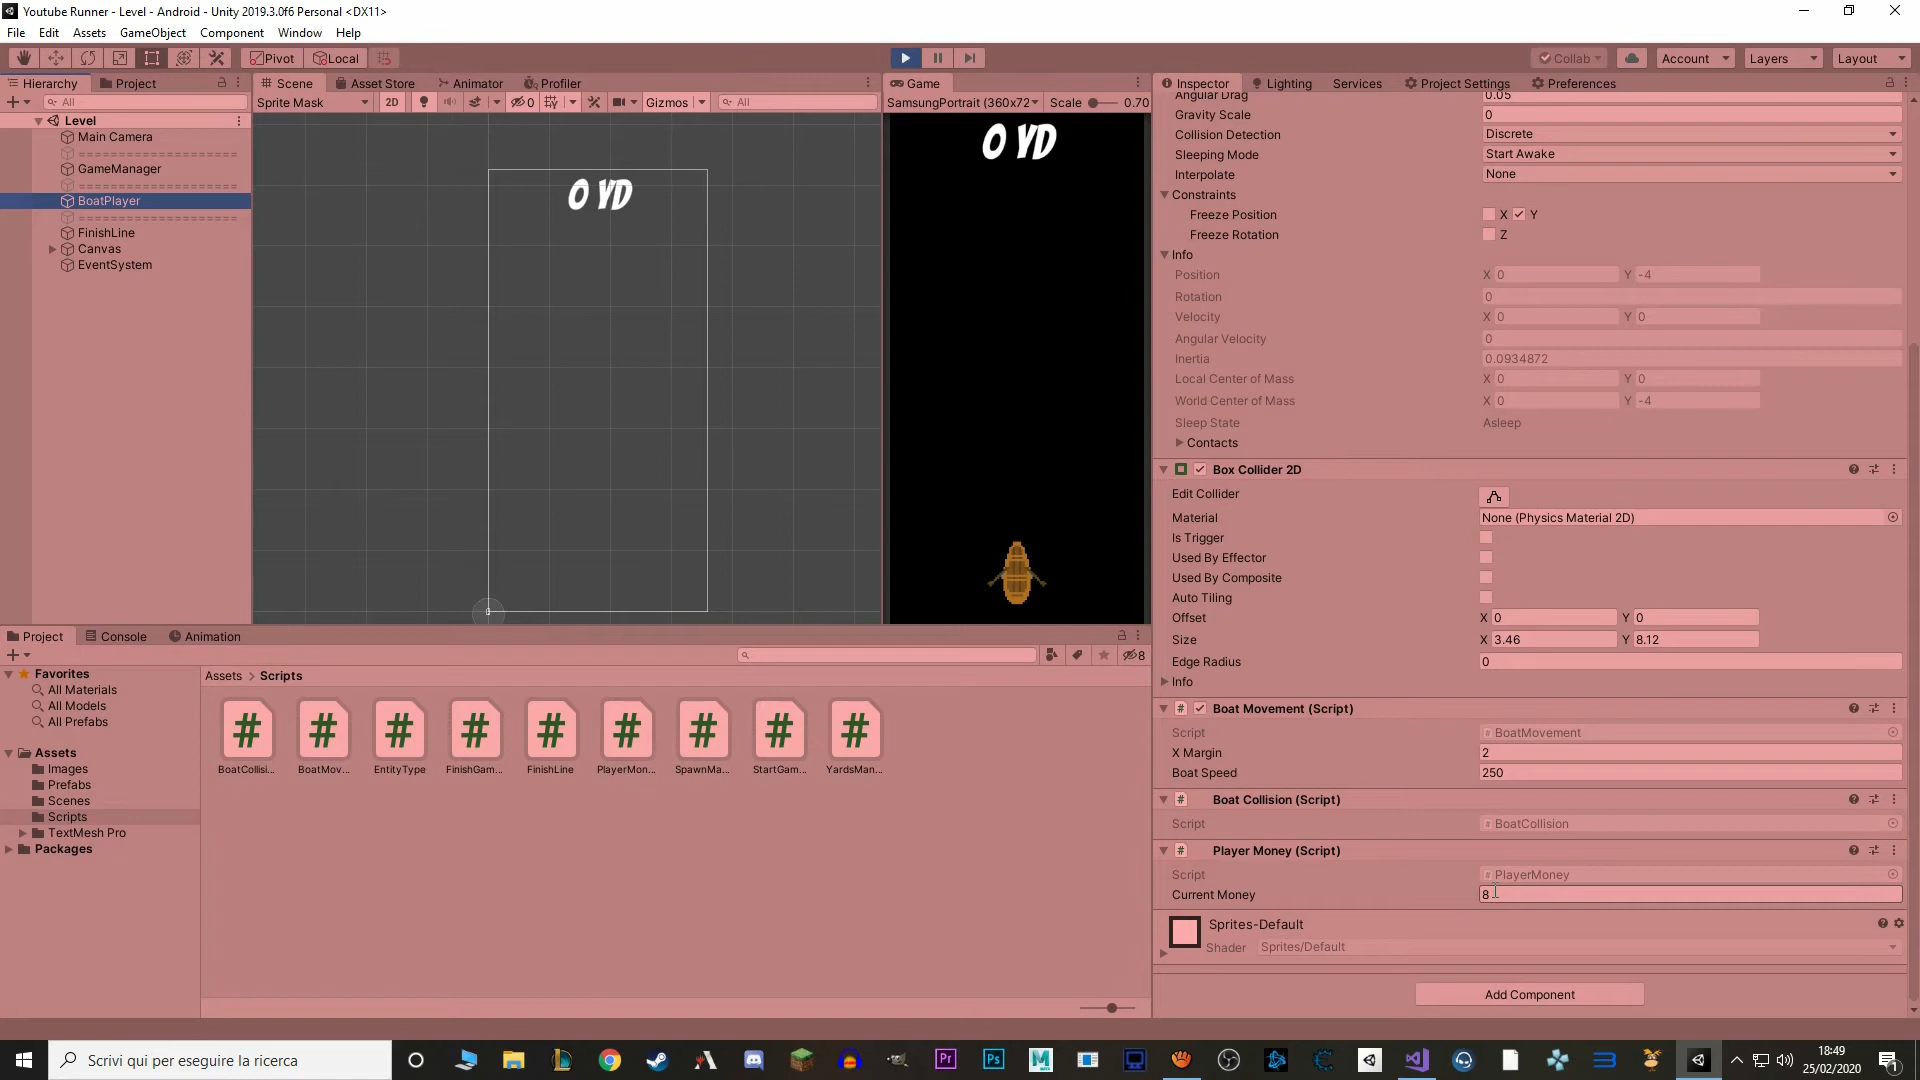 Youtube Runner - Level - Android - Unity 2019.3.0f6 Personal <DX11>
File Edit Assets GameObject Component Window Help
Pivot Local Collab Account Layers Layout
Hierarchy Project Scene Asset Store Animator Profiler Game Inspector Lighting Services Project Settings Preferences
All Sprite Mask 2D 0 Gizmos All SamsungPortrait (360x72 Scale 0.70
Level
Main Camera
====================
GameManager
====================
BoatPlayer
====================
FinishLine
Canvas
EventSystem
0 YD
0 YD
Angular Drag 0.05
Gravity Scale 0
Collision Detection Discrete
Sleeping Mode Start Awake
Interpolate None
Constraints
Freeze Position X Y
Freeze Rotation Z
Info
Position X 0 Y -4
Rotation 0
Velocity X 0 Y 0
Angular Velocity 0
Inertia 0.0934872
Local Center of Mass X 0 Y 0
World Center of Mass X 0 Y -4
Sleep State Asleep
Contacts
Box Collider 2D
Edit Collider
Material None (Physics Material 2D)
Is Trigger
Used By Effector
Used By Composite
Auto Tiling
Offset X 0 Y 0
Size X 3.46 Y 8.12
Edge Radius 0
Info
# Boat Movement (Script)
Script # BoatMovement
X Margin 2
Boat Speed 250
# Boat Collision (Script)
Script # BoatCollision
# Player Money (Script)
Script # PlayerMoney
Current Money 8
Sprites-Default
Shader Sprites/Default
Add Component
Project Console Animation
8
Favorites
All Materials
All Models
All Prefabs
Assets
Images
Prefabs
Scenes
Scripts
TextMesh Pro
Packages
Assets > Scripts
# # # # # # # # #
BoatCollisi... BoatMov... EntityType FinishGam... FinishLine PlayerMon... SpawnMa... StartGam... YardsMan...
Scrivi qui per eseguire la ricerca
Pr Ps M
18:49
25/02/2020
1